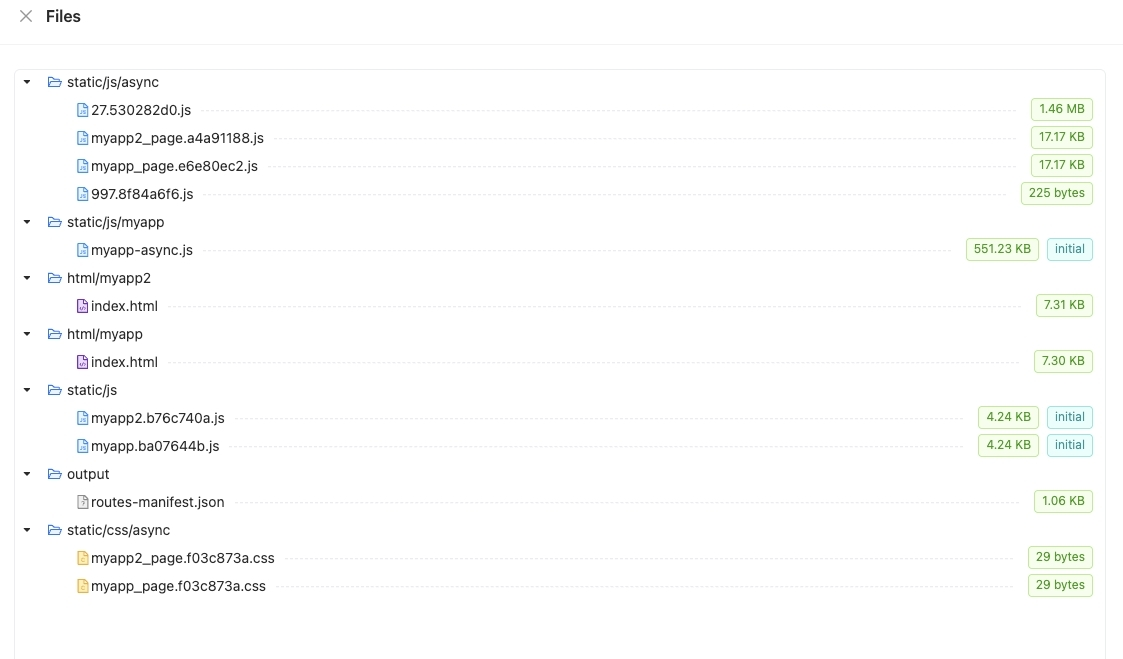 Files
static/js/async
27.530282d0.js 1.46 MB
myapp2_page.a4a91188.js 17.17 KB
myapp_page.e6e80ec2.js 17.17 KB
997.8f84a6f6.js 225 bytes
static/js/myapp
myapp-async.js 551.23 KB initial
html/myapp2
index.html 7.31 KB
html/myapp
index.html 7.30 KB
static/js
myapp2.b76c740a.js 4.24 KB initial
myapp.ba07644b.js 4.24 KB initial
output
routes-manifest.json 1.06 KB
static/css/async
myapp2_page.f03c873a.css 29 bytes
myapp_page.f03c873a.css 29 bytes